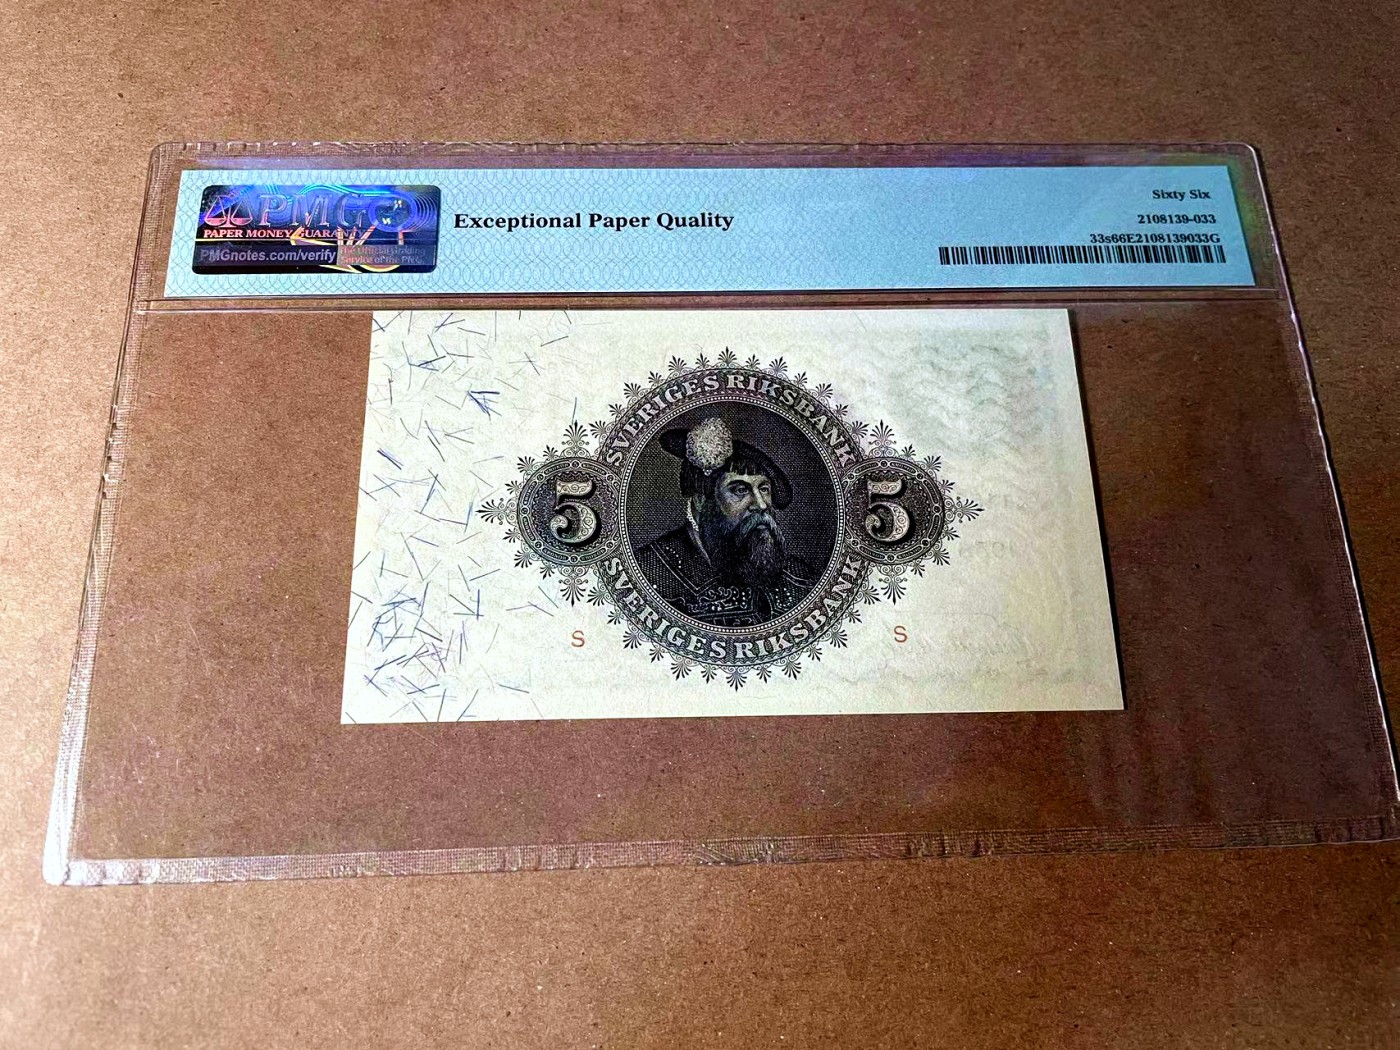 PMG
PAPER MONEY GUARANTY
PMGnotes.com/verify
The Official Grading
Service of the PNG
Exceptional Paper Quality
Sixty Six
2108139-033
33s66E2108139033G
SVERIGES RIKSBANK
5 5
SVERIGES RIKSBANK
S S